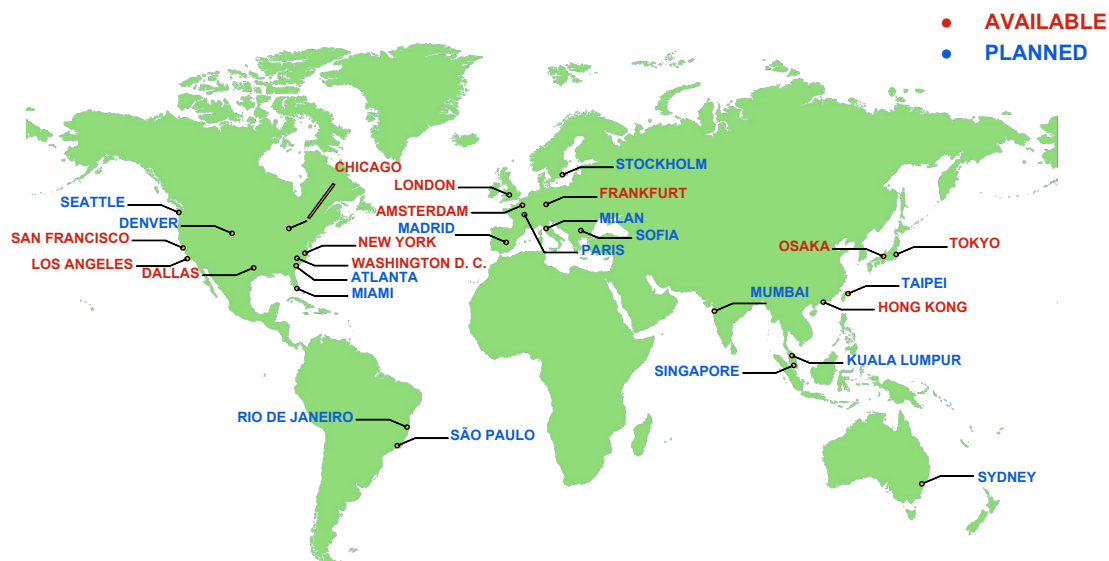 AVAILABLE
PLANNED
CHICAGO
STOCKHOLM
LONDON
FRANKFURT
SEATTLE
AMSTERDAM
DENVER
MADRID
MILAN
SOFIA
SAN FRANCISCO
NEW YORK
PARIS
OSAKA
TOKYO
LOS ANGELES
DALLAS
WASHINGTON D. C.
ATLANTA
MIAMI
MUMBAI
TAIPEI
HONG KONG
SINGAPORE
KUALA LUMPUR
RIO DE JANEIRO
SÃO PAULO
SYDNEY